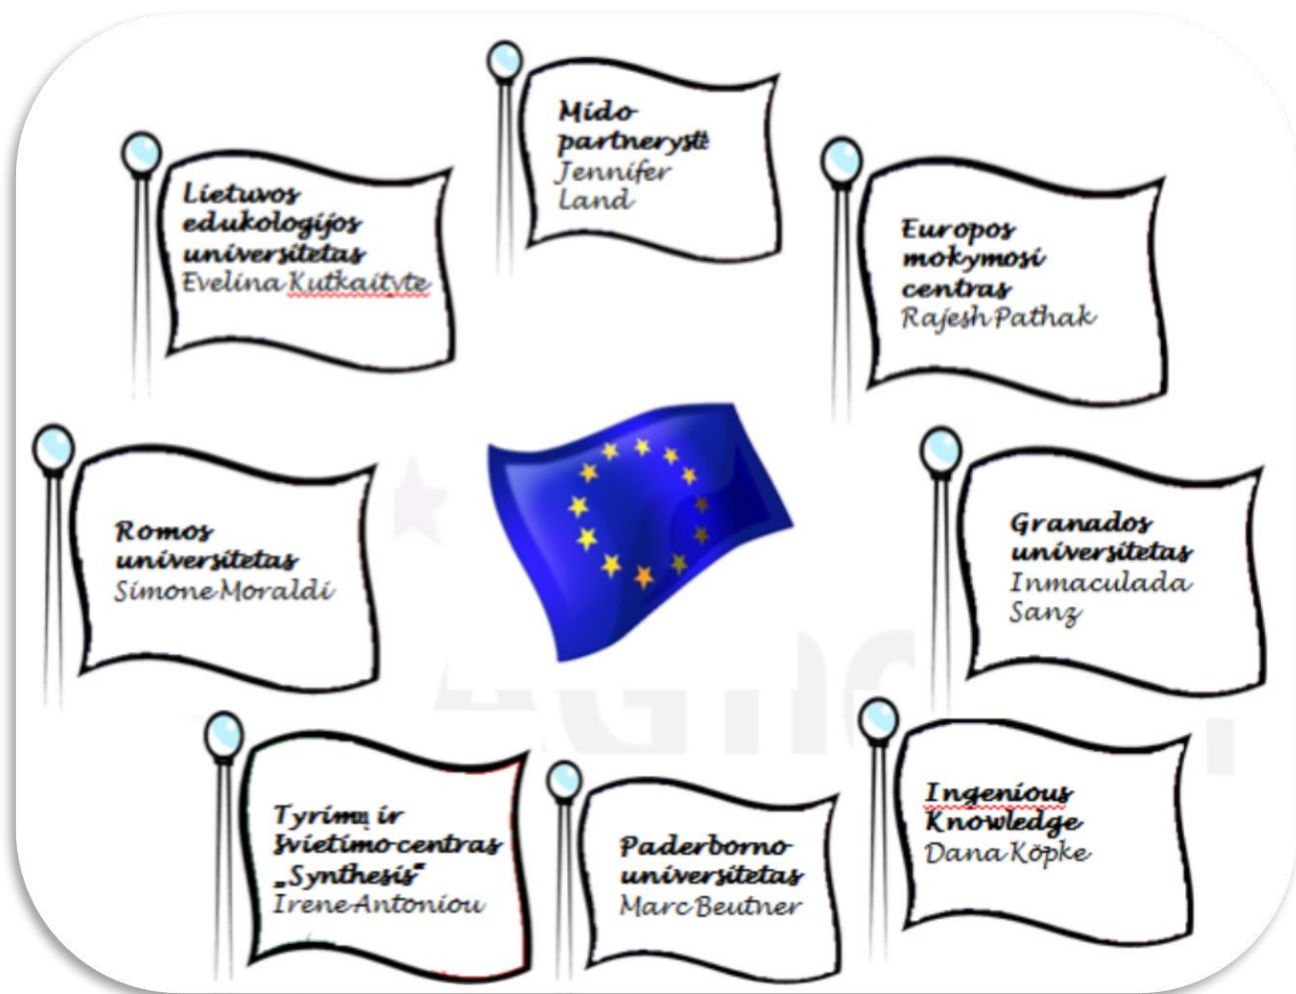 Mido
partnerystė
Jennifer
Land
Lietuvos
edukologijos
universitetas
Evelina Kutkaityte
Europos
mokymosi
centras
Rajesh Pathak
Romos
universitetas
Simone Moraldi
Granados
universitetas
Inmaculada
Sanz
Tyrimų ir
švietimo centras
„Synthesis“
Irene Antoniou
Paderborno
universitetas
Marc Beutner
Ingenious
Knowledge
Dana Köpke